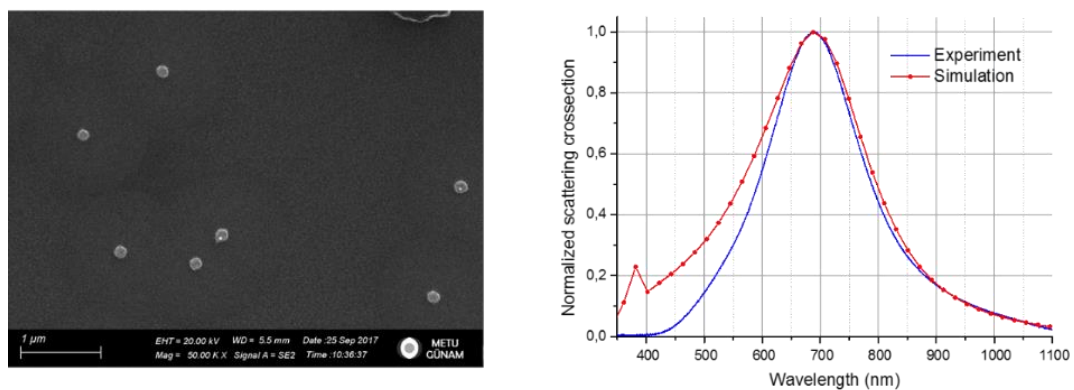 1 µm
EHT = 20.00 kV WD = 5.5 mm Date :25 Sep 2017
Mag = 50.00 K X Signal A = SE2 Time :10:36:37
METU
GÜNAM
Normalized scattering crossection
1,0
0,8
0,6
0,4
0,2
0,0
Experiment
Simulation
400 500 600 700 800 900 1000 1100
Wavelength (nm)